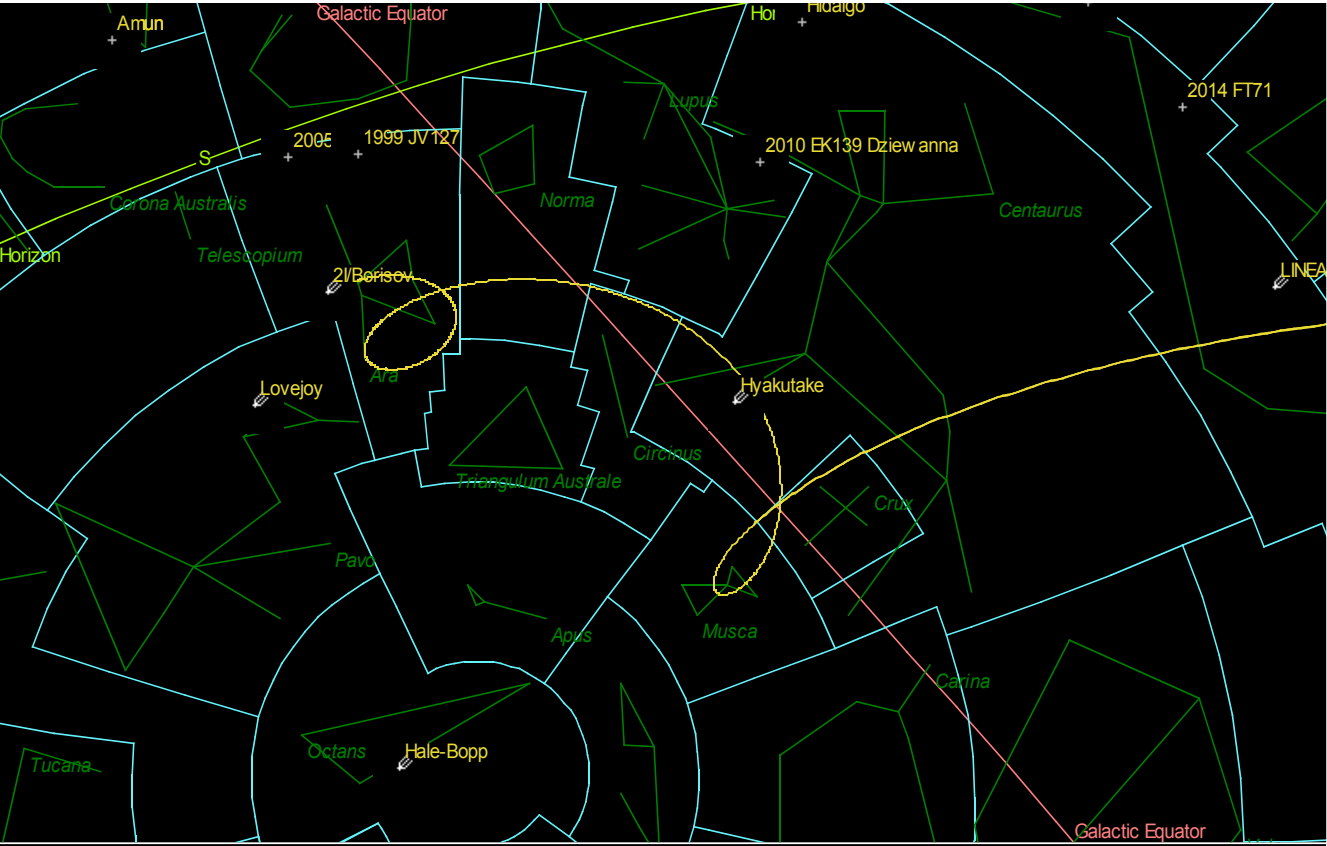 Galactic Equator
Hor
Hidalgo
Amun
2014 FT71
Lupus
2005
1999 JV127
2010 EK139 Dziewanna
S
Corona Australis
Norma
Centaurus
Telescopium
Horizon
2I/Borisov
LINEA
Ara
Lovejoy
Hyakutake
Circinus
Triangulum Australe
Crux
Pavo
Apus
Musca
Carina
Octans
Hale-Bopp
Tucana
Galactic Equator